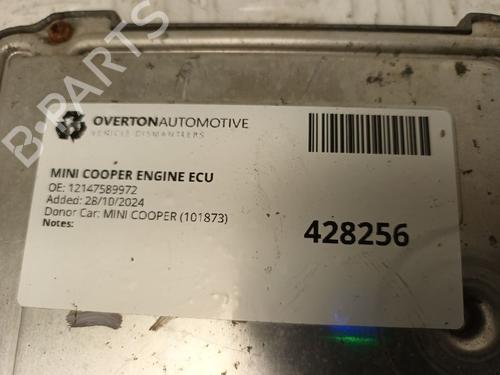 B-PARTS
OVERTONAUTOMOTIVE
VEHICLE DISMANTLERS
MINI COOPER ENGINE ECU
OE: 12147589972
Added: 28/10/2024
Donor Car: MINI COOPER (101873)
Notes:
428256